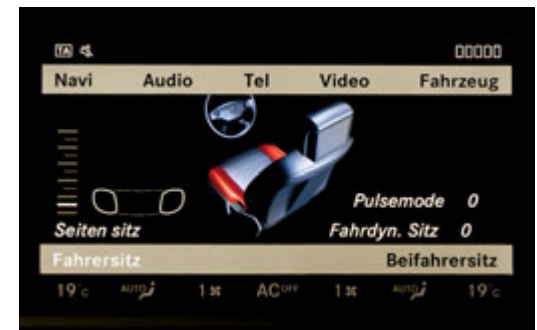 TA
Navi Audio Tel Video Fahrzeug
Pulsemode 0
Seiten sitz Fahrdyn. Sitz 0
Fahrersitz Beifahrersitz
19°c AUTO 1 AC OFF 1 AUTO 19°c